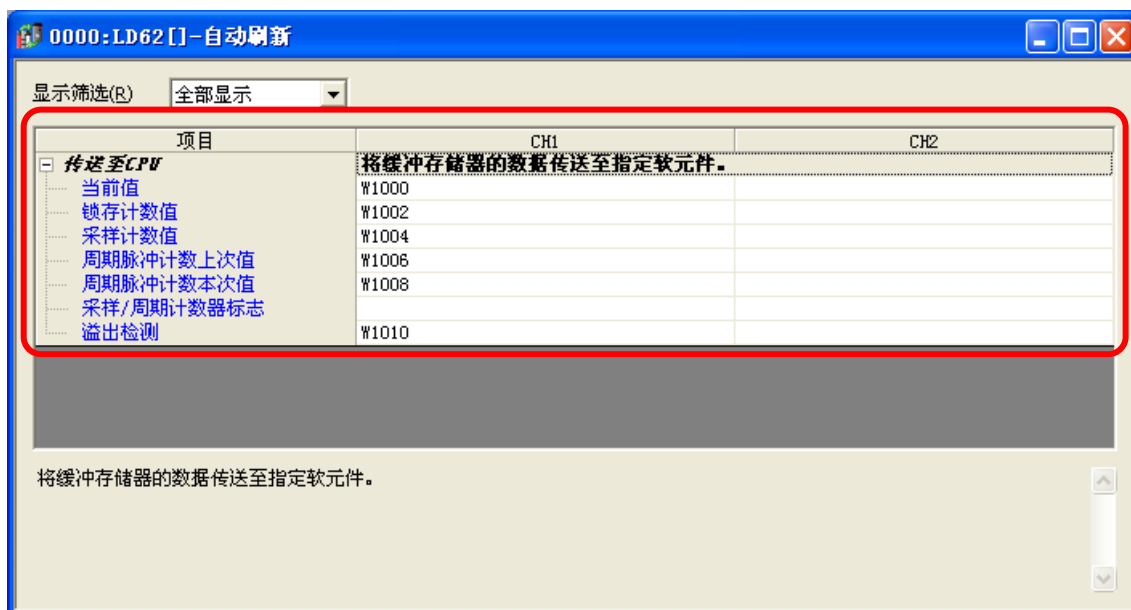 0000:LD62[]-自动刷新
显示筛选(R) 全部显示
项目 CH1 CH2
传送至CPU 将缓冲存储器的数据传送至指定软元件。
当前值 W1000
锁存计数值 W1002
采样计数值 W1004
周期脉冲计数上次值 W1006
周期脉冲计数本次值 W1008
采样/周期计数器标志
溢出检测 W1010
将缓冲存储器的数据传送至指定软元件。